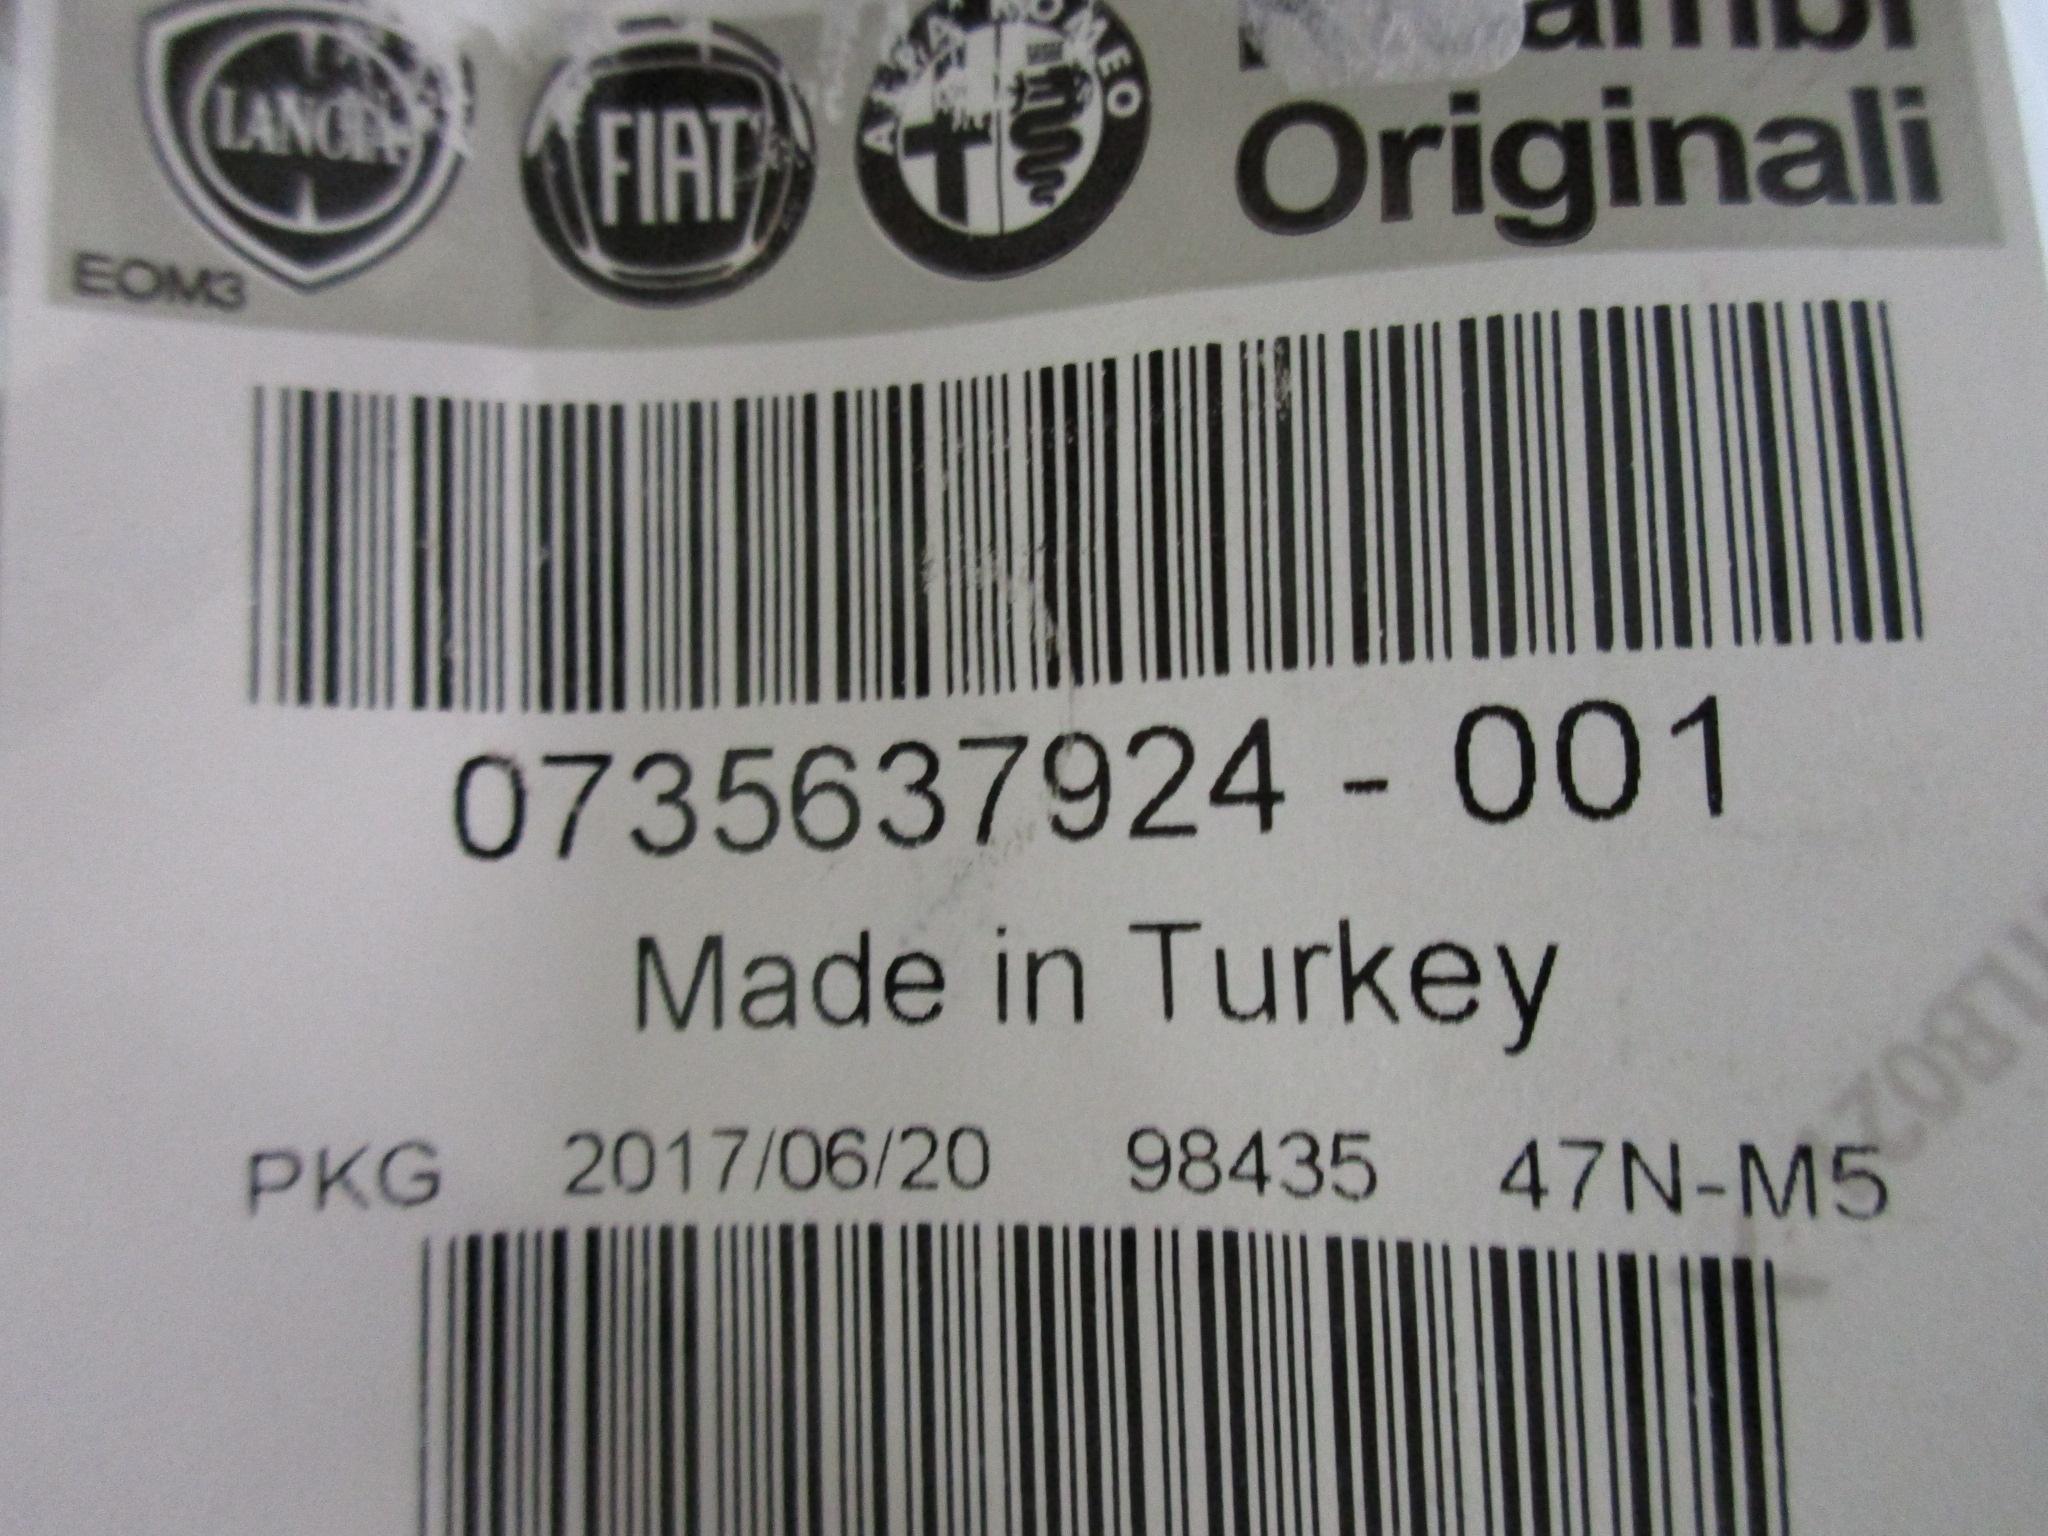 LANCIA FIAT ALFA ROMEO
Originali
EOM3
0735637924 - 001
Made in Turkey
PKG 2017/06/20 98435 47N-M5